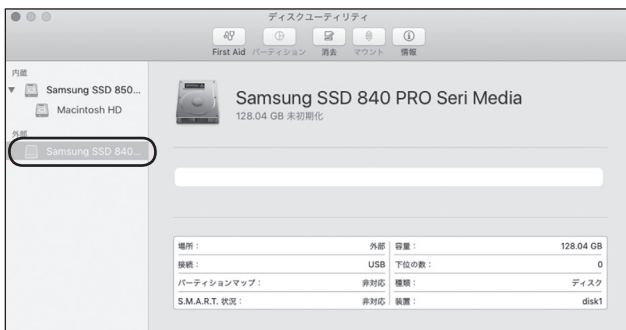 ディスクユーティリティ
First Aid パーティション 消去 マウント 情報
内蔵
Samsung SSD 850...
Macintosh HD
外部
Samsung SSD 840...
Samsung SSD 840 PRO Seri Media
128.04 GB 未初期化
場所： 外部 容量： 128.04 GB
接続： USB 下位の数： 0
パーティションマップ： 非対応 種類： ディスク
S.M.A.R.T. 状況： 非対応 装置： disk1